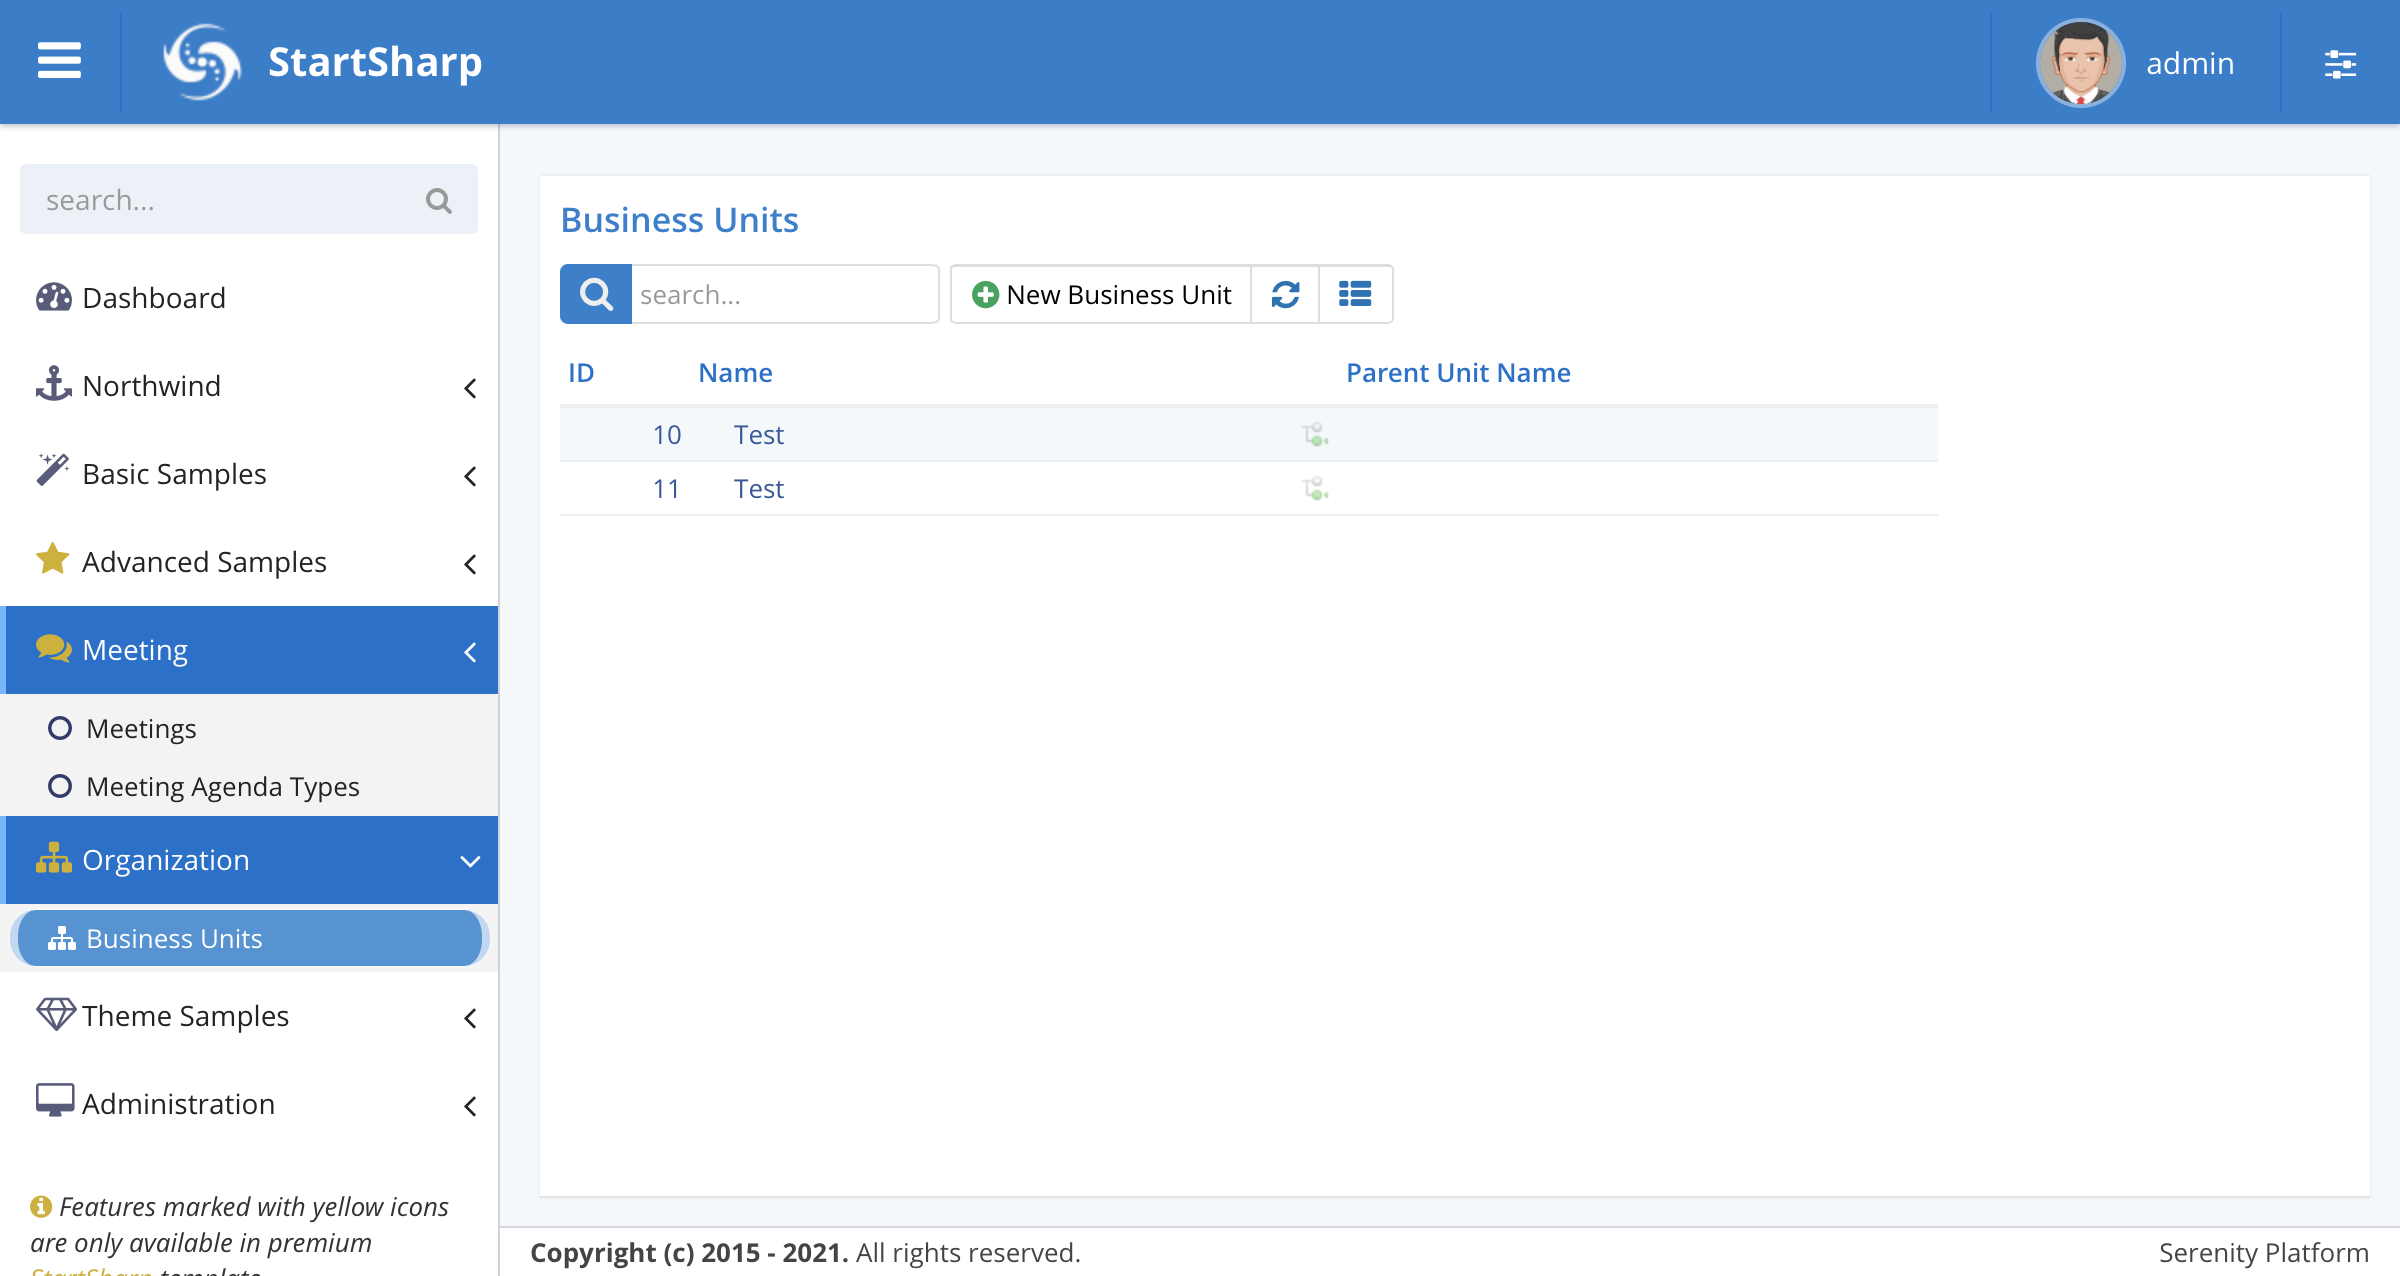 StartSharp
admin
search...
Dashboard
Northwind
Basic Samples
Advanced Samples
Meeting
Meetings
Meeting Agenda Types
Organization
Business Units
Theme Samples
Administration
Features marked with yellow icons
are only available in premium
StartSharp template
Business Units
search...
New Business Unit
ID Name Parent Unit Name
10 Test
11 Test
Copyright (c) 2015 - 2021. All rights reserved.
Serenity Platform